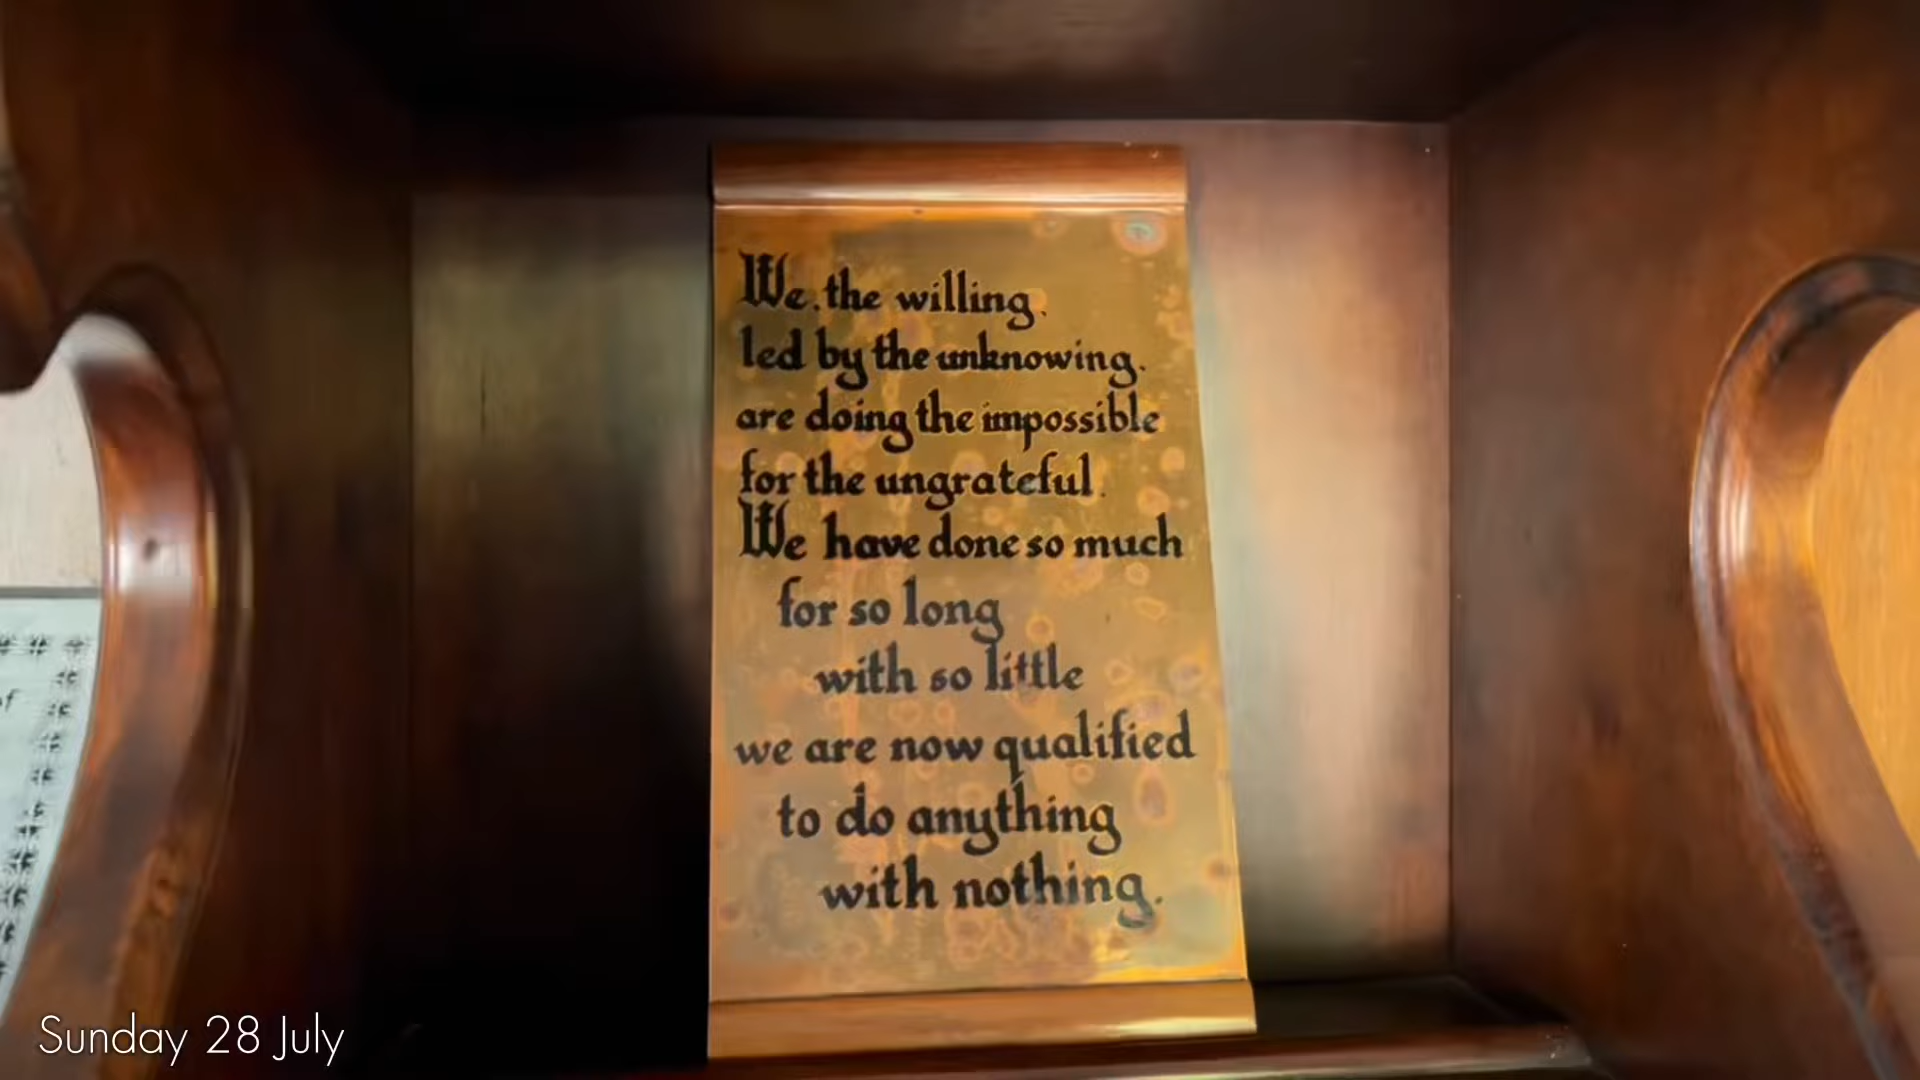 We, the willing,
led by the unknowing,
are doing the impossible
for the ungrateful.
We have done so much
for so long
with so little
we are now qualified
to do anything
with nothing.
of
Sunday 28 July